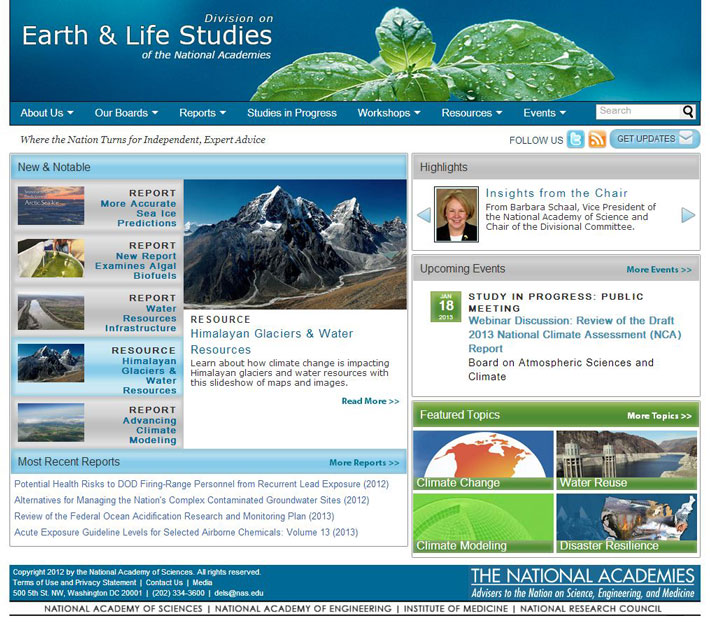 Division on
Earth & Life Studies
of the National Academies
About Us Our Boards Reports Studies in Progress Workshops Resources Events Search
Where the Nation Turns for Independent, Expert Advice
FOLLOW US GET UPDATES
New & Notable
REPORT
More Accurate
Sea Ice
Predictions
REPORT
New Report
Examines Algal
Biofuels
REPORT
Water
Resources
Infrastructure
RESOURCE
Himalayan
Glaciers &
Water
Resources
REPORT
Advancing
Climate
Modeling
RESOURCE
Himalayan Glaciers & Water
Resources
Learn about how climate change is impacting
Himalayan glaciers and water resources with
this slideshow of maps and images.
Read More >>
Most Recent Reports More Reports >>
Potential Health Risks to DOD Firing-Range Personnel from Recurrent Lead Exposure (2012)
Alternatives for Managing the Nation's Complex Contaminated Groundwater Sites (2012)
Review of the Federal Ocean Acidification Research and Monitoring Plan (2013)
Acute Exposure Guideline Levels for Selected Airborne Chemicals: Volume 13 (2013)
Highlights
Insights from the Chair
From Barbara Schaal, Vice President of
the National Academy of Science and
Chair of the Divisional Committee.
Upcoming Events More Events >>
JAN
18
2013
STUDY IN PROGRESS: PUBLIC
MEETING
Webinar Discussion: Review of the Draft
2013 National Climate Assessment (NCA)
Report
Board on Atmospheric Sciences and
Climate
Featured Topics More Topics >>
Climate Change Water Reuse
Climate Modeling Disaster Resilience
Copyright 2012 by the National Academy of Sciences. All rights reserved.
Terms of Use and Privacy Statement | Contact Us | Media
500 5th St. NW, Washington DC 20001 | (202) 334-3600 | dels@nas.edu
THE NATIONAL ACADEMIES
Advisers to the Nation on Science, Engineering, and Medicine
NATIONAL ACADEMY OF SCIENCES | NATIONAL ACADEMY OF ENGINEERING | INSTITUTE OF MEDICINE | NATIONAL RESEARCH COUNCIL